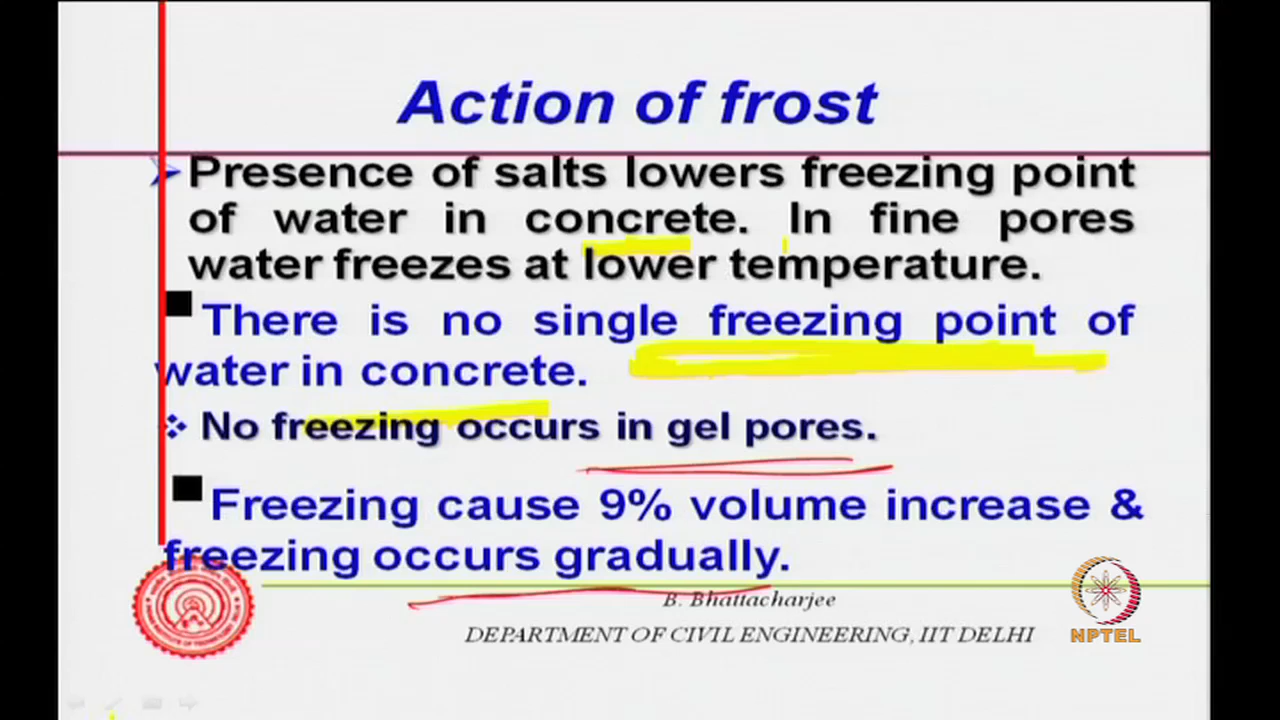 Action of frost
Presence of salts lowers freezing point
of water in concrete. In fine pores
water freezes at lower temperature.
There is no single freezing point of
water in concrete.
No freezing occurs in gel pores.
Freezing cause 9% volume increase &
freezing occurs gradually.
B. Bhattacharjee
DEPARTMENT OF CIVIL ENGINEERING, IIT DELHI
NPTEL